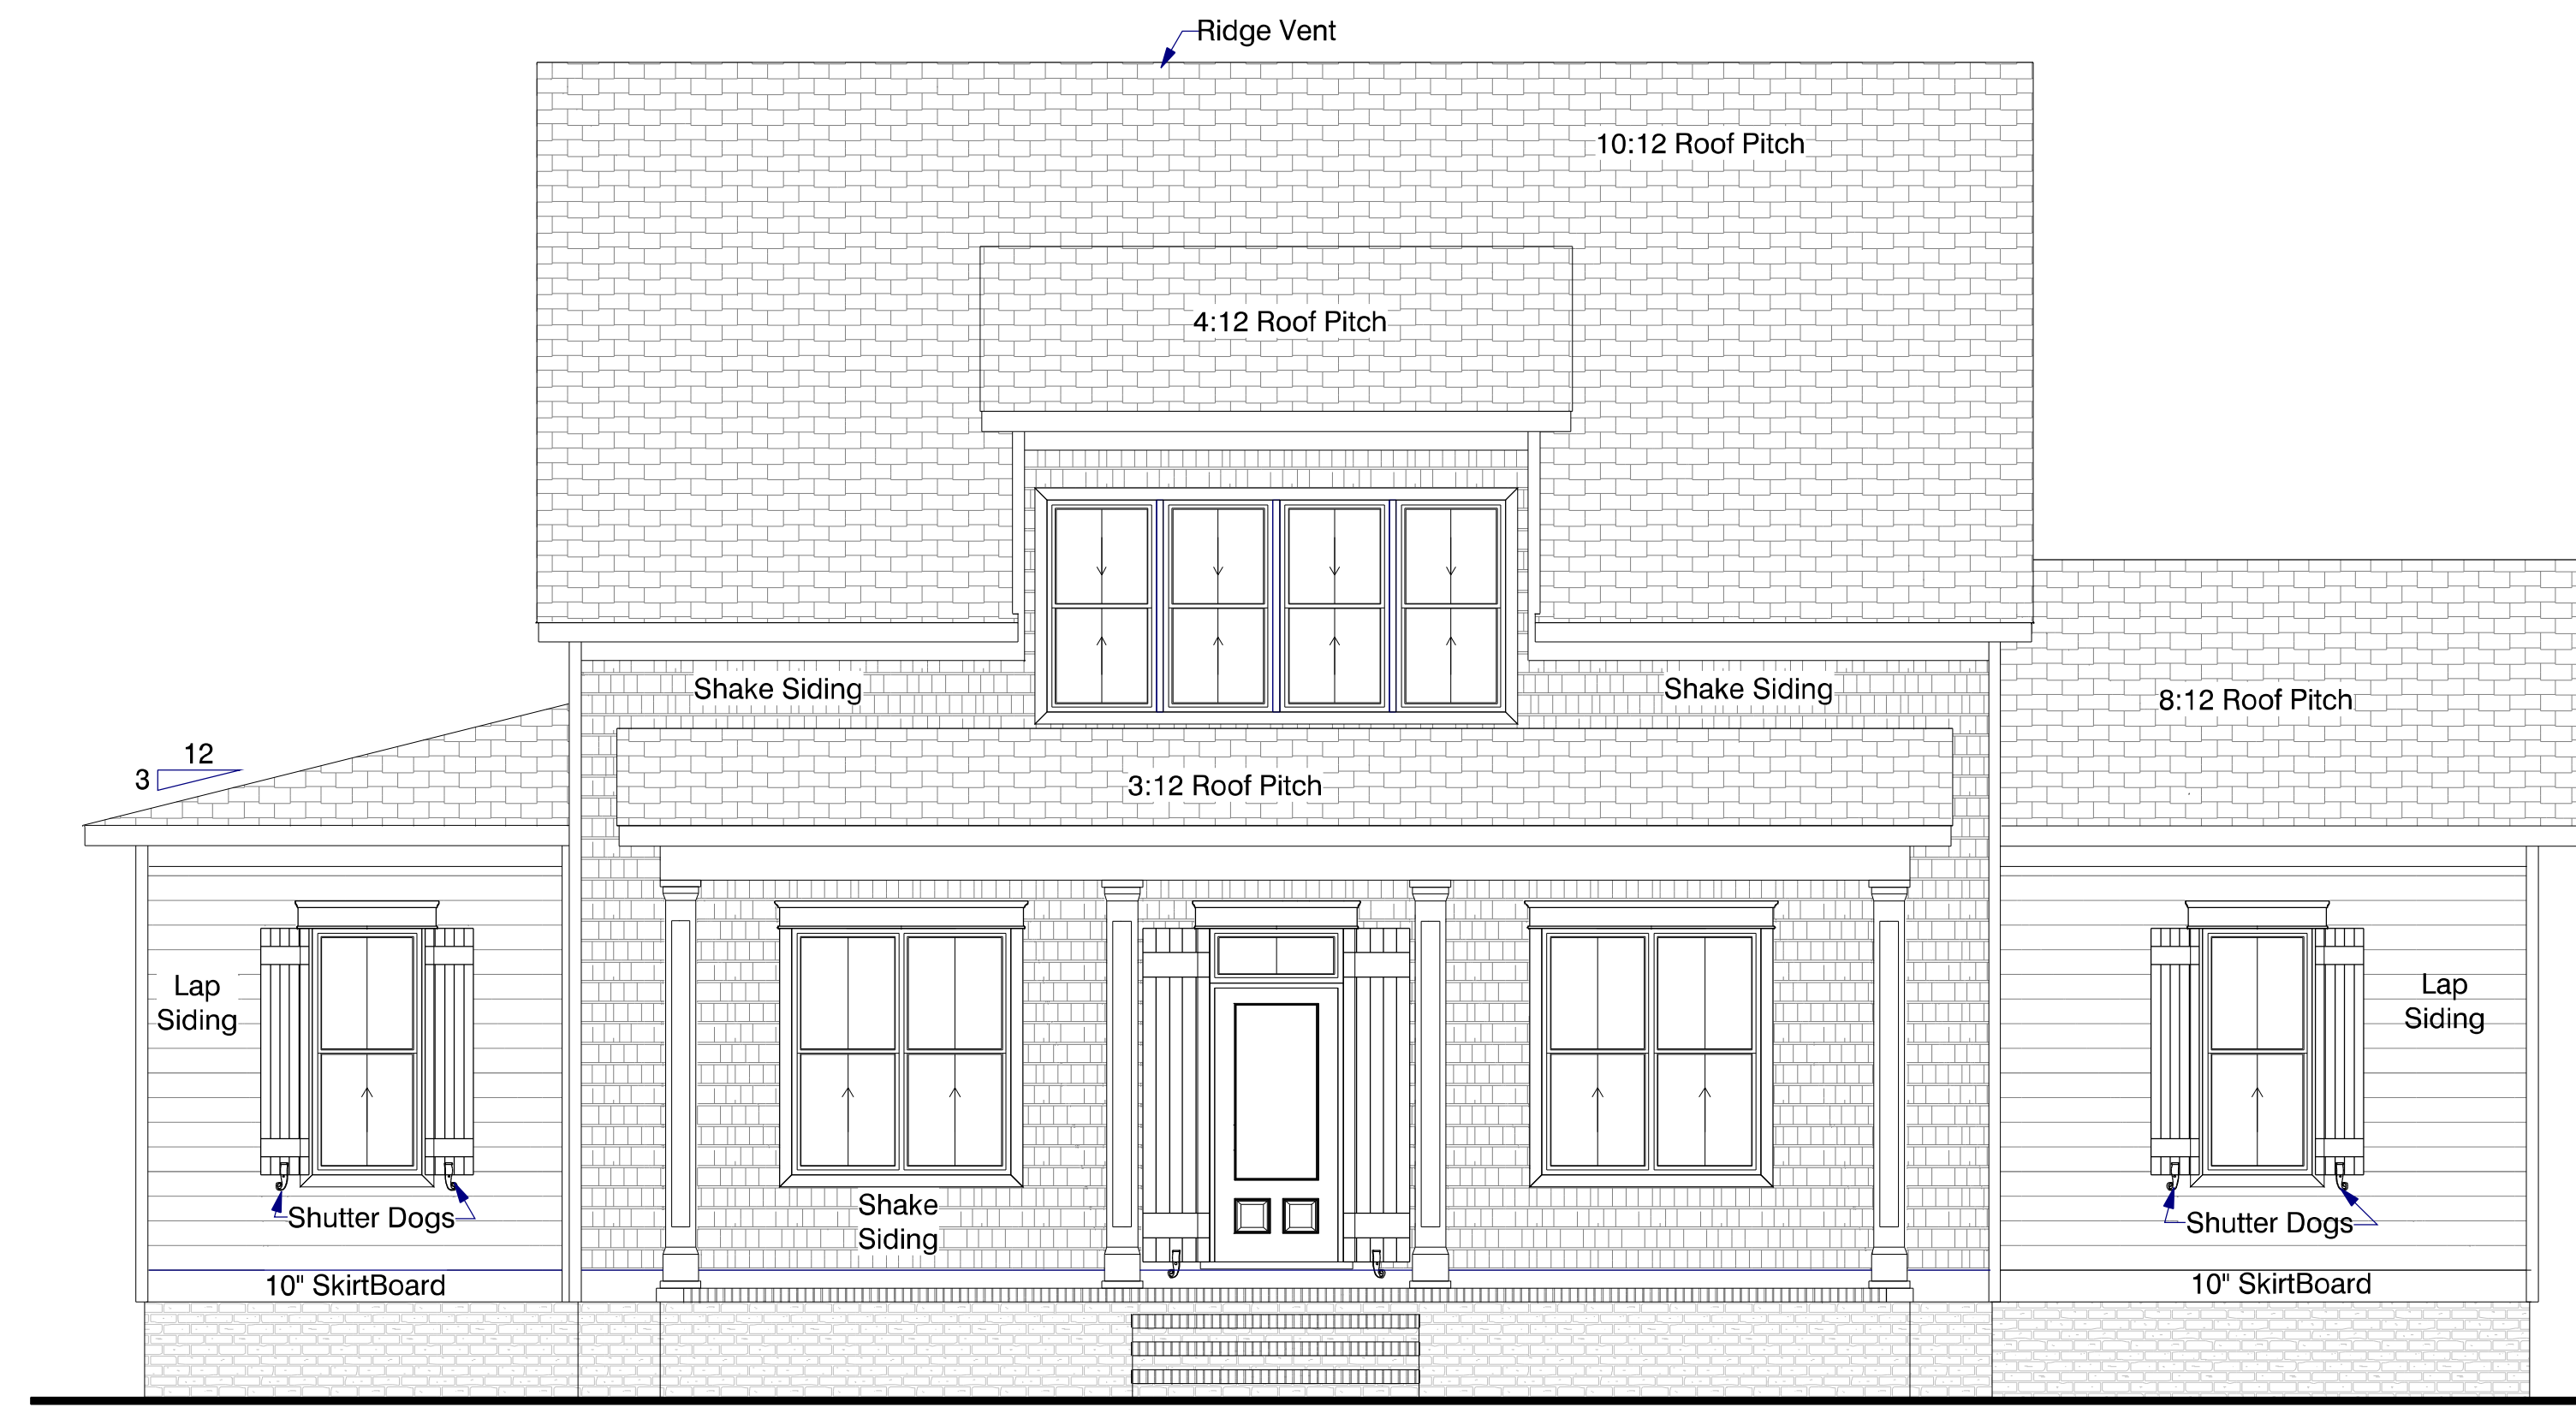 Ridge Vent
10:12 Roof Pitch
4:12 Roof Pitch
Shake Siding
Shake Siding
8:12 Roof Pitch
12
3
3:12 Roof Pitch
Lap
Siding
Lap
Siding
Shutter Dogs
Shake
Siding
Shutter Dogs
10" SkirtBoard
10" SkirtBoard